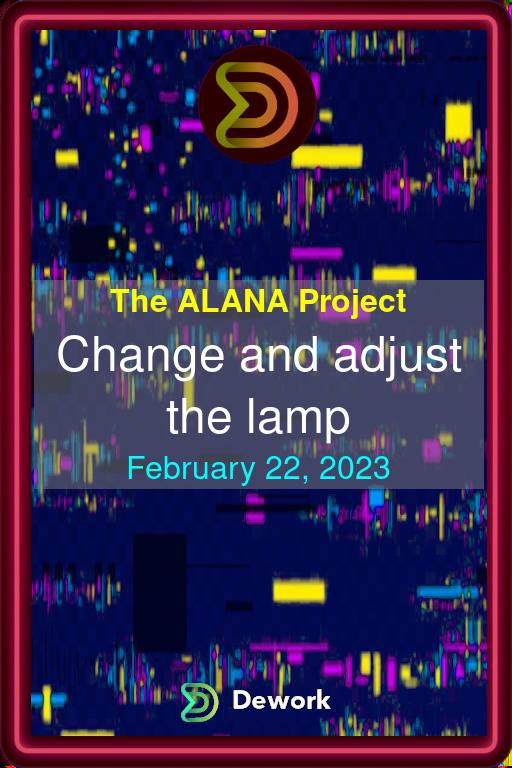 The ALANA Project
Change and adjust
the lamp
February 22, 2023
Dework